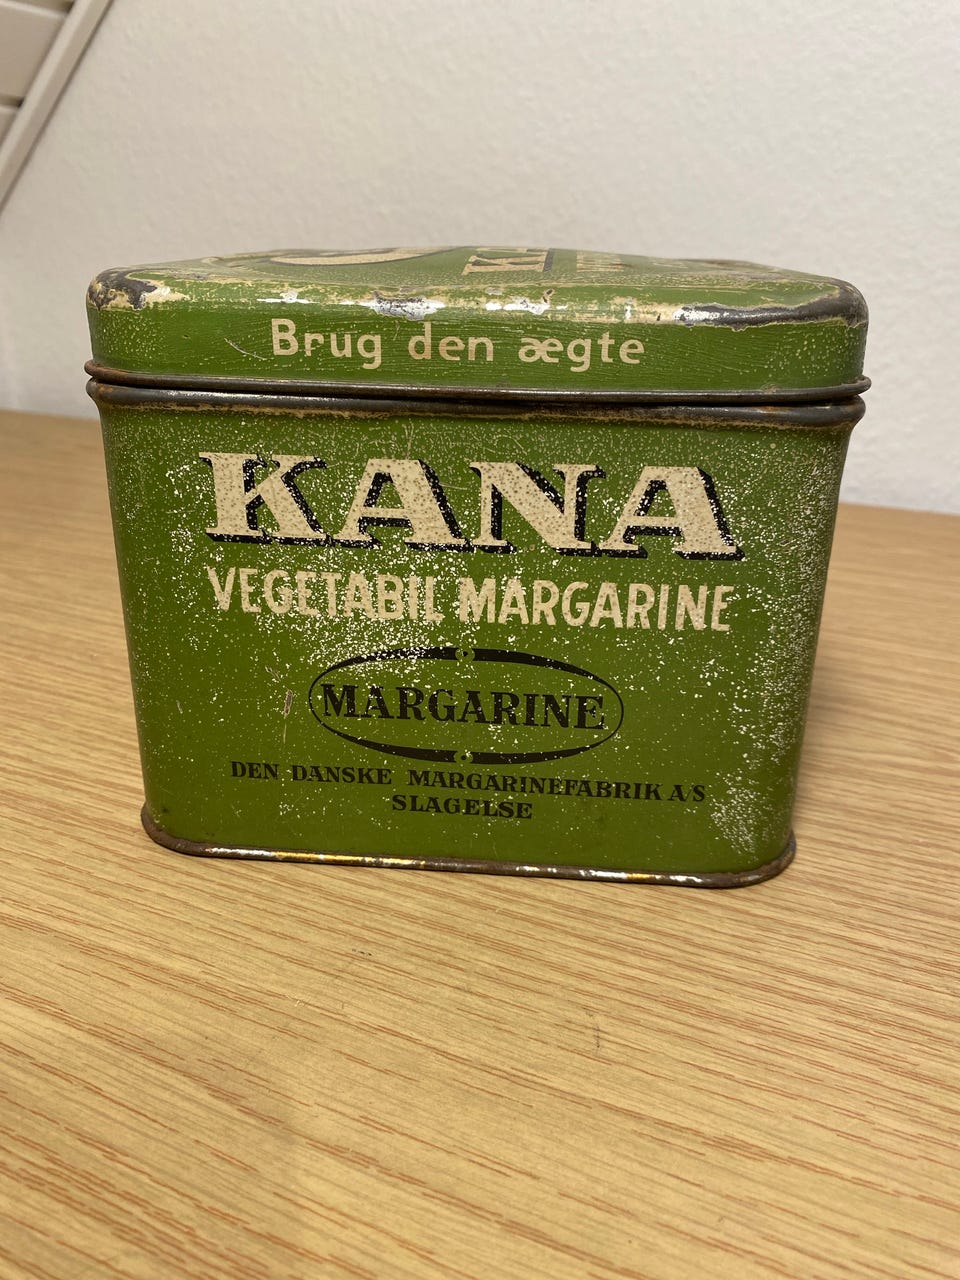 Brug den ægte
KANA
VEGETABIL MARGARINE
MARGARINE
DEN DANSKE MARGARINEFABRIK A/S
SLAGELSE